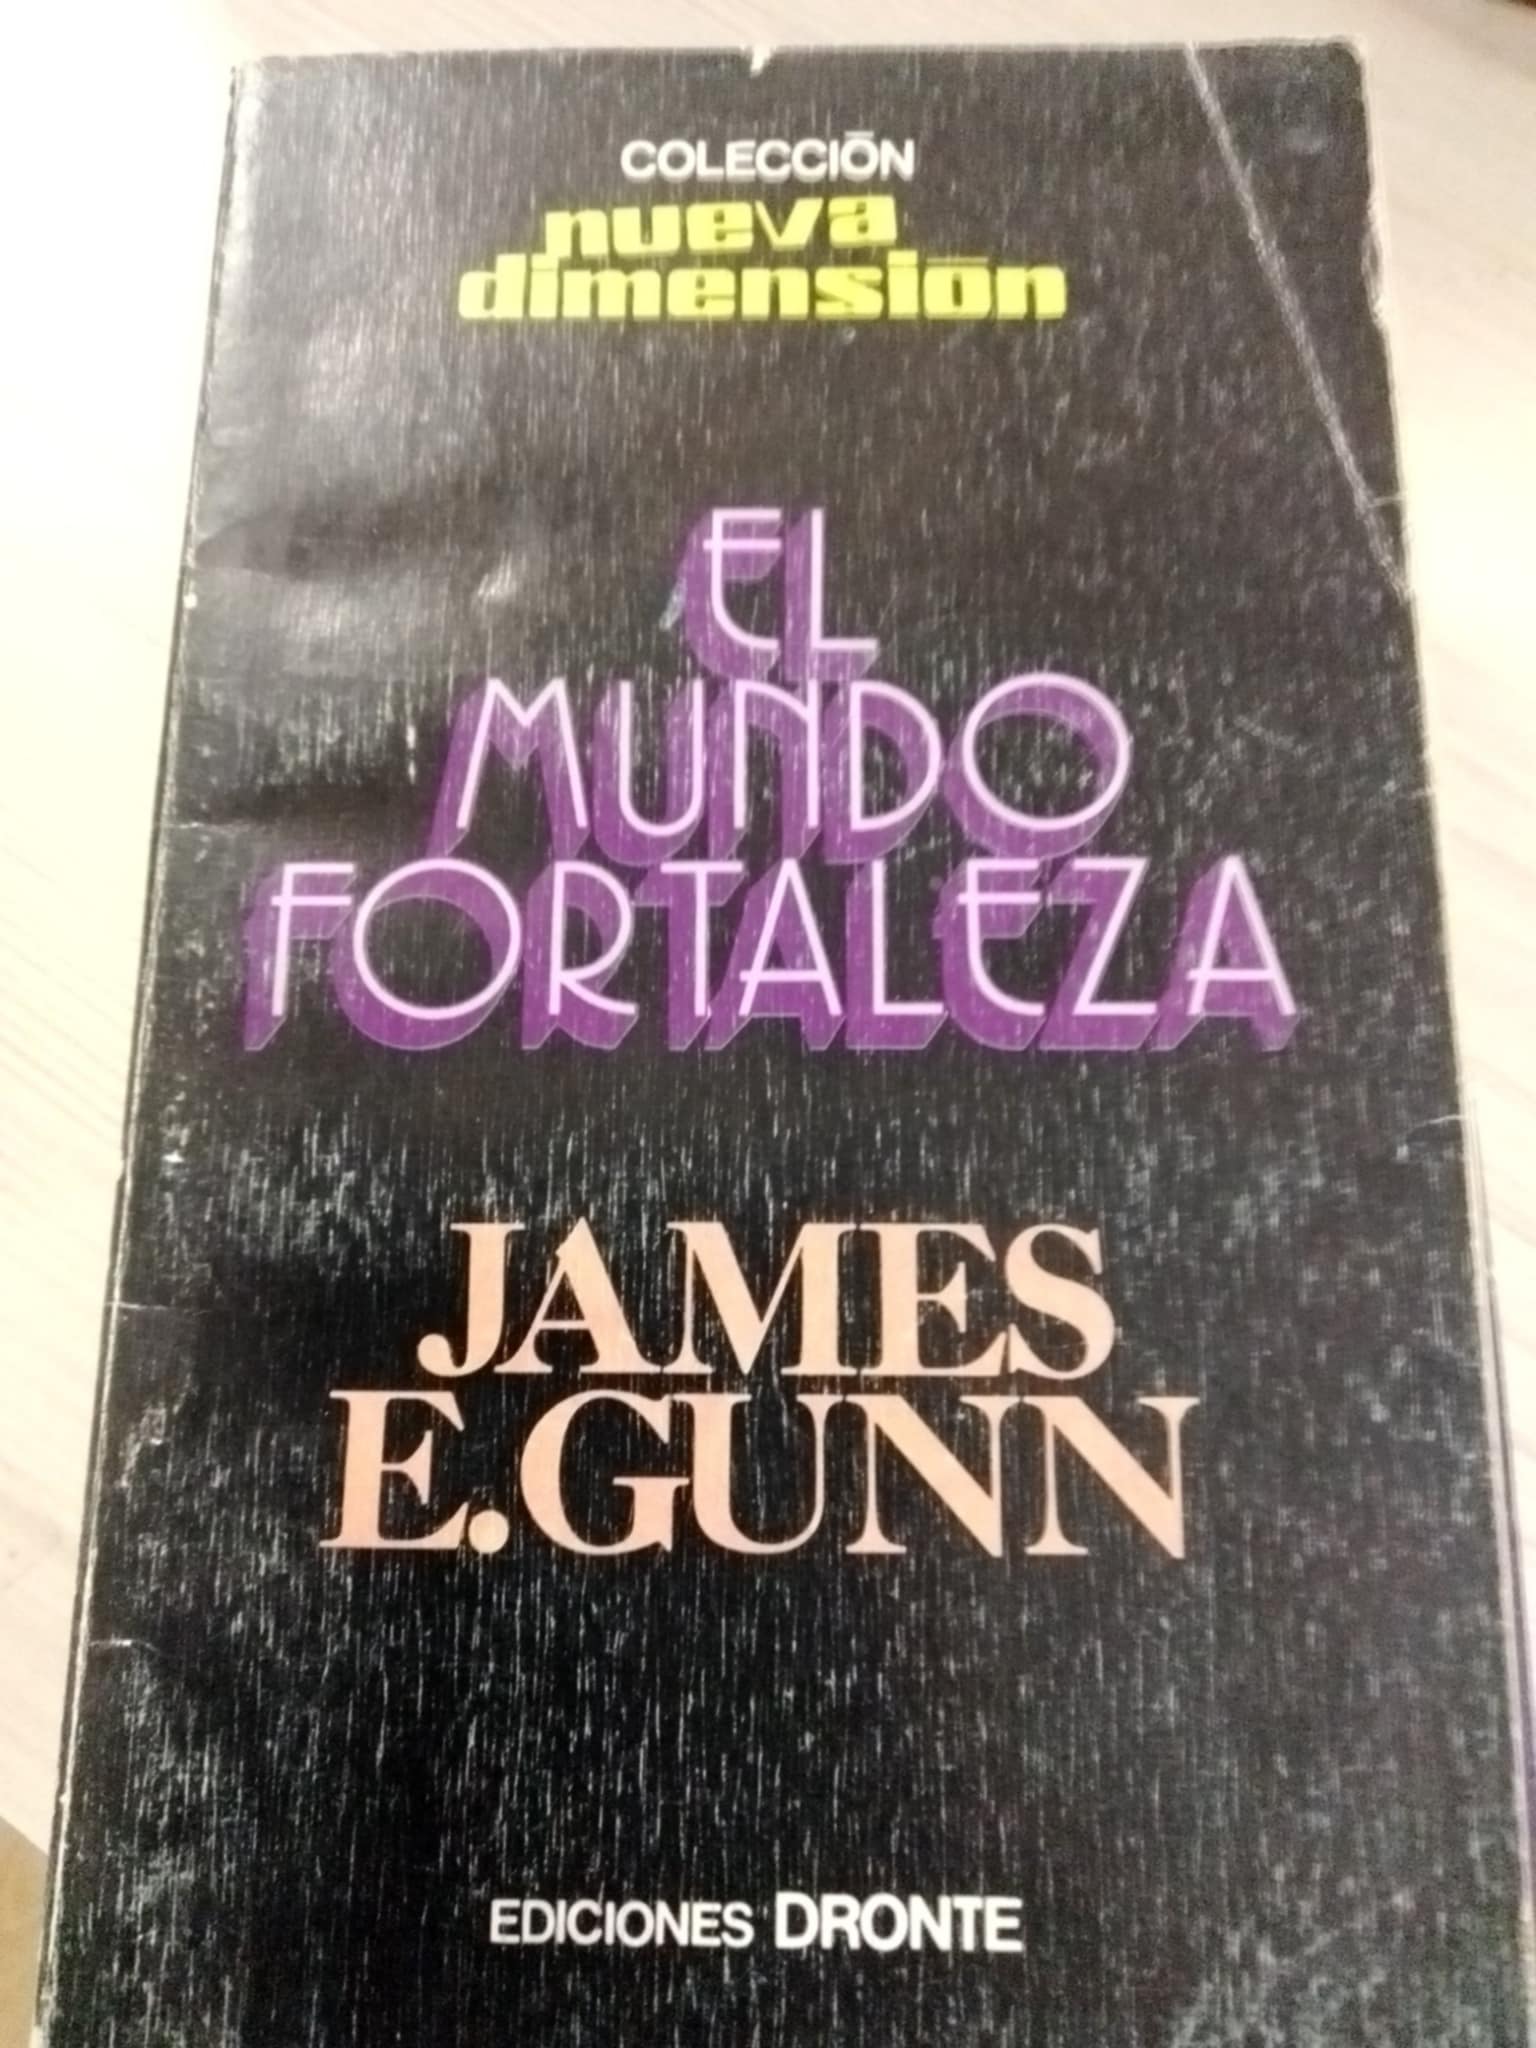 COLECCIÓN
nueva
dimensión
EL
MUNDO
FORTALEZA
JAMES
E. GUNN
EDICIONES DRONTE